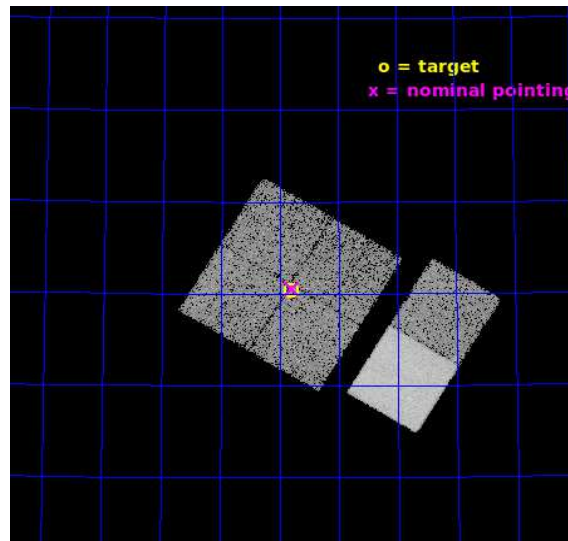 o = target
x = nominal pointing